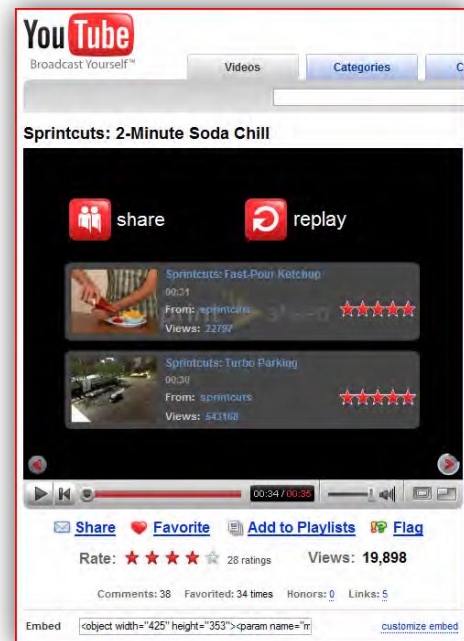 YouTube
Broadcast Yourself™
Videos Categories C
Sprintcuts: 2-Minute Soda Chill
share replay
Sprintcuts: Fast-Pour Ketchup
00:31
From: sprintcuts
Views: 22797
Sprintcuts: Turbo Parking
00:30
From: sprintcuts
Views: 543168
00:34 / 00:35
Share Favorite Add to Playlists Flag
Rate: 28 ratings Views: 19,898
Comments: 38 Favorited: 34 times Honors: 0 Links: 5
Embed <object width="425" height="353"><param name="m customize embed